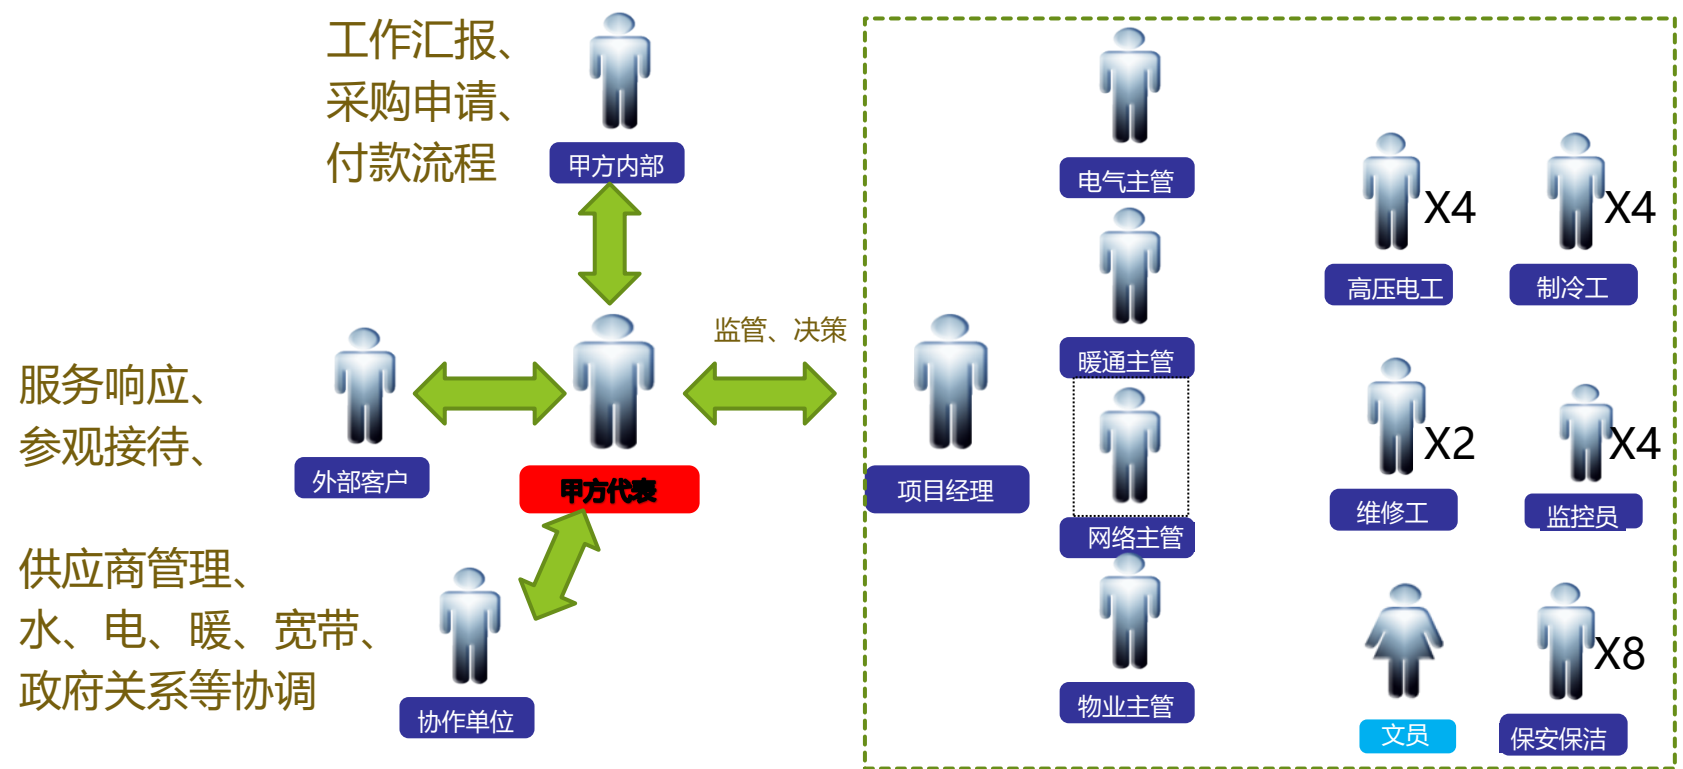 工作汇报、
采购申请、
付款流程
甲方内部
服务响应、
参观接待、
外部客户
甲方代表
监管、决策
供应商管理、
水、电、暖、宽带、
政府关系等协调
协作单位
项目经理
电气主管
暖通主管
网络主管
物业主管
X4
高压电工
X4
制冷工
X2
维修工
X4
监控员
文员
X8
保安保洁